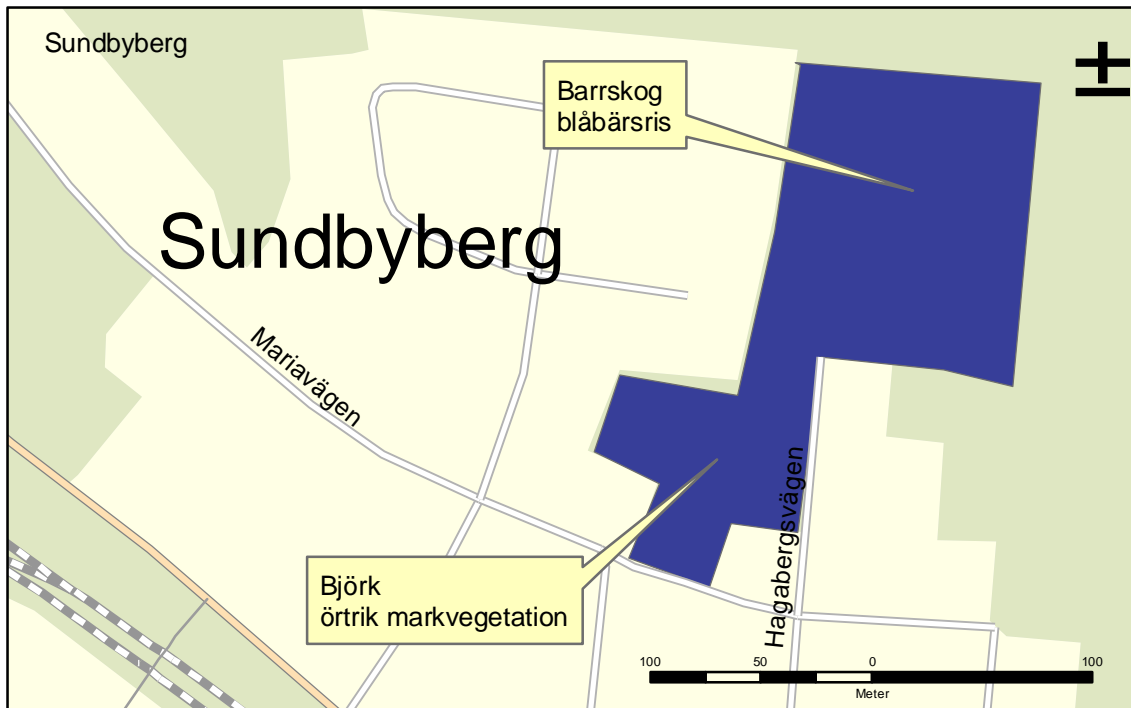 Sundbyberg
Barrskog
blåbärsris
Sundbyberg
Mariavägen
Hagabergsvägen
Björk
örtrik markvegetation
100 50 0 100
Meter